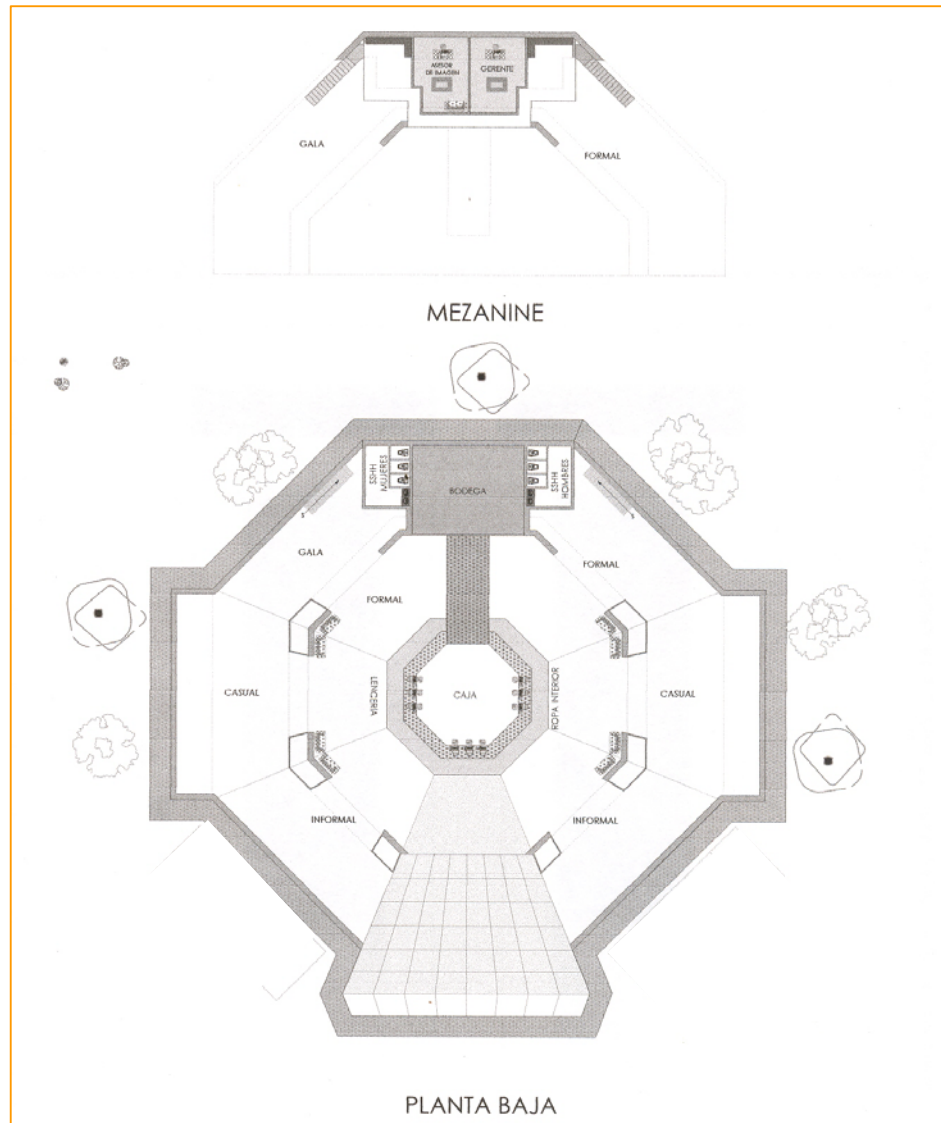 ASESOR
DE IMAGEN
GERENTE
GALA
FORMAL
MEZANINE
SSHH
MUJERES
BODEGA
SSHH
HOMBRES
S
S
GALA
FORMAL
FORMAL
CASUAL
LENCERIA
CAJA
ROPA INTERIOR
CASUAL
INFORMAL
INFORMAL
PLANTA BAJA